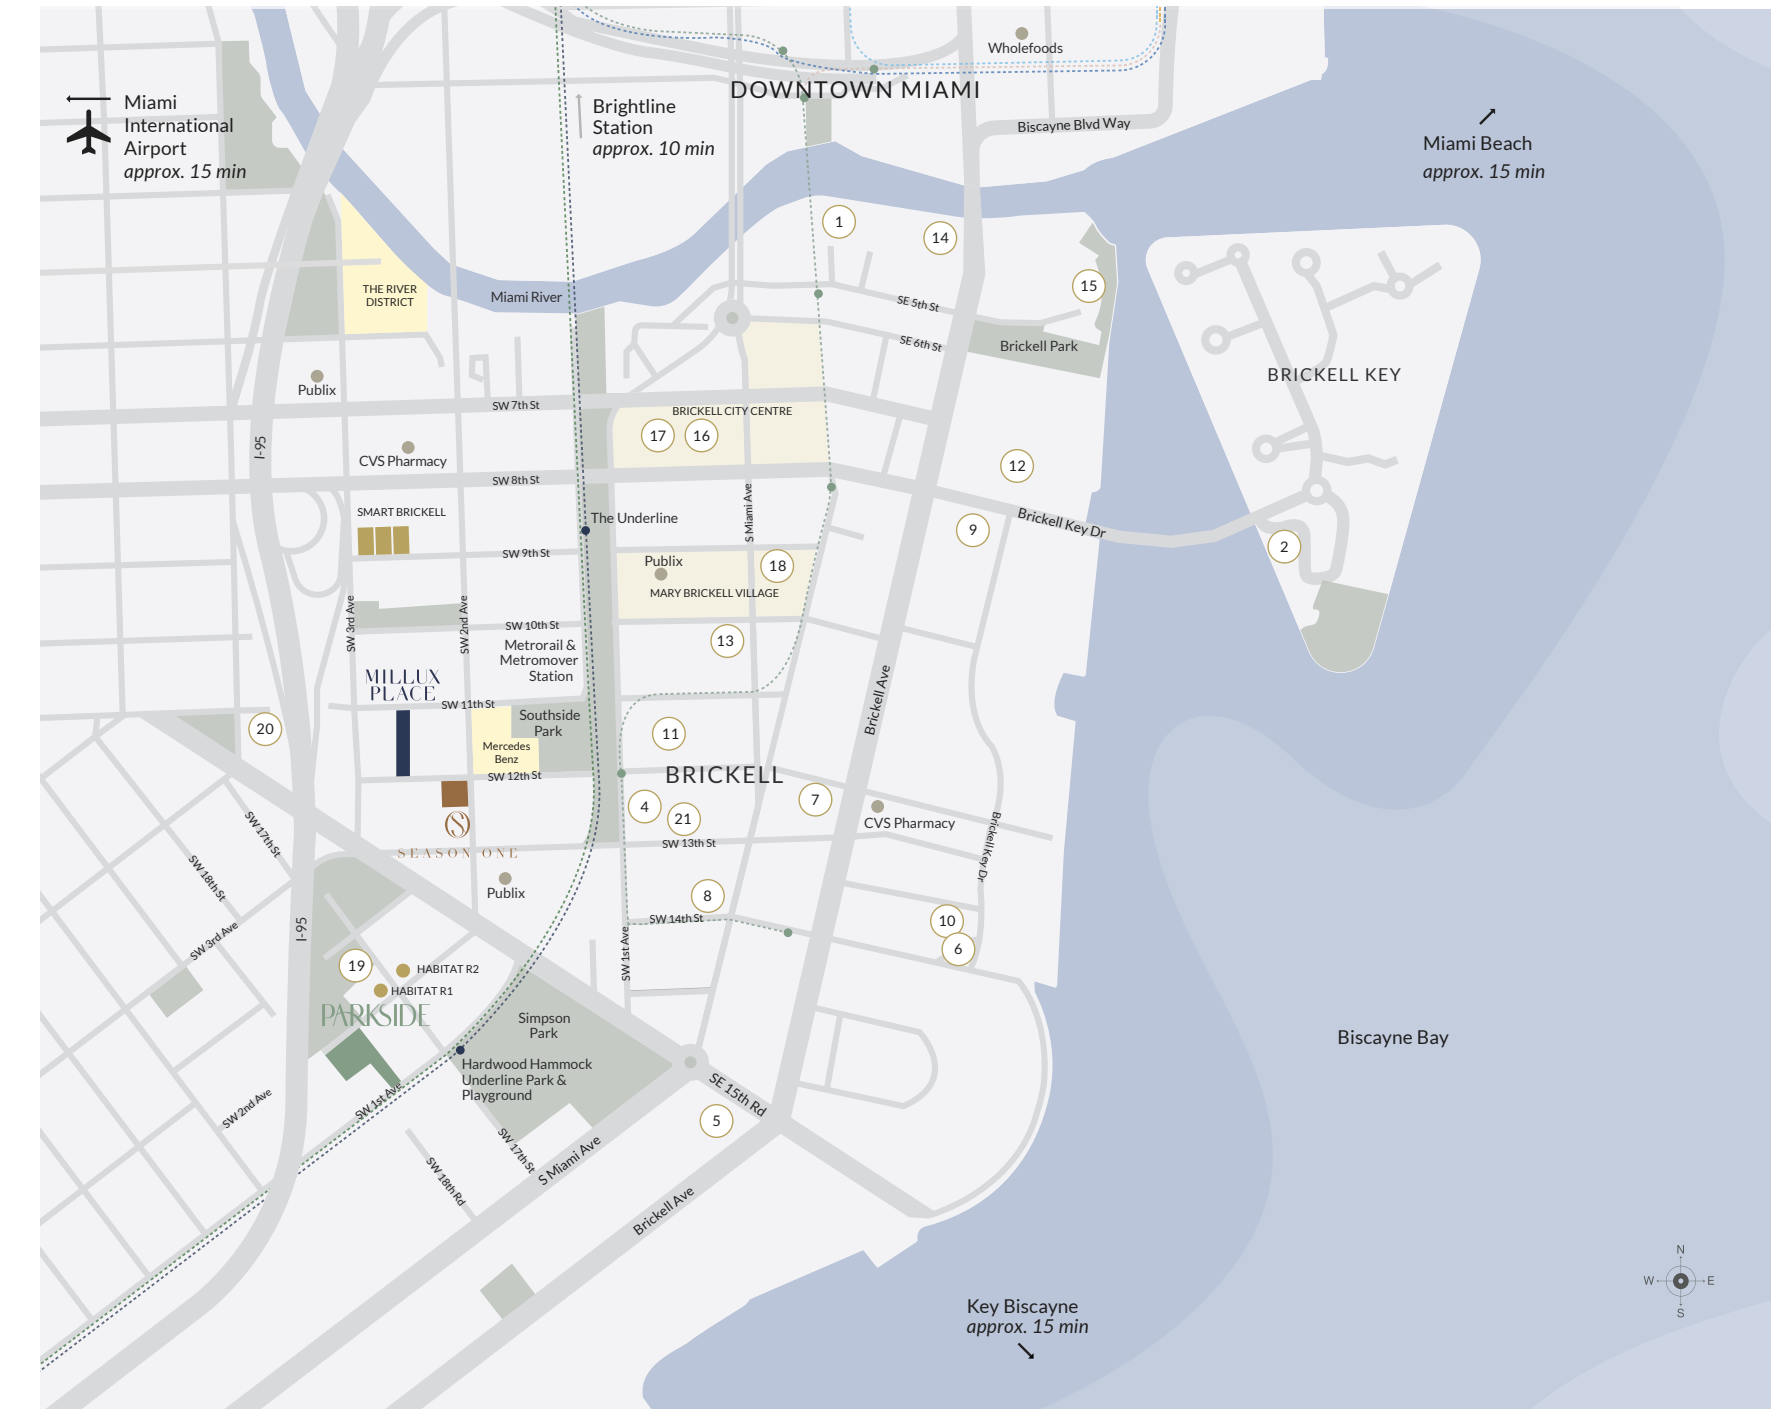 Wholefoods
DOWNTOWN MIAMI
Miami
International
Airport
approx. 15 min
Brightline
Station
approx. 10 min
Biscayne Blvd Way
Miami Beach
approx. 15 min
1
14
15
THE RIVER
DISTRICT
Miami River
SE 5th St
SE 6th St
Brickell Park
BRICKELL KEY
Publix
SW 7th St
BRICKELL CITY CENTRE
17
16
I-95
CVS Pharmacy
SW 8th St
12
SMART BRICKELL
The Underline
S Miami Ave
9
Brickell Key Dr
2
SW 9th St
Publix
18
MARY BRICKELL VILLAGE
SW 3rd Ave
SW 2nd Ave
SW 10th St
13
Metrorail &
Metromover
Station
MILLUX
PLACE
SW 11th St
Brickell Ave
20
Southside
Park
11
Mercedes
Benz
SW 12th St
BRICKELL
4
21
7
CVS Pharmacy
SW 17th St
SEASON ONE
SW 13th St
Brickell Key Dr
SW 18th St
Publix
8
SW 14th St
10
6
I-95
SW 3rd Ave
SW 1st Ave
19
HABITAT R2
HABITAT R1
PARKSIDE
Simpson
Park
Biscayne Bay
Hardwood Hammock
Underline Park &
Playground
SW 1st Ave
SW 2nd Ave
SE 15th Rd
5
SW 17th St
S Miami Ave
SW 18th Rd
Brickell Ave
N
W
E
S
Key Biscayne
approx. 15 min